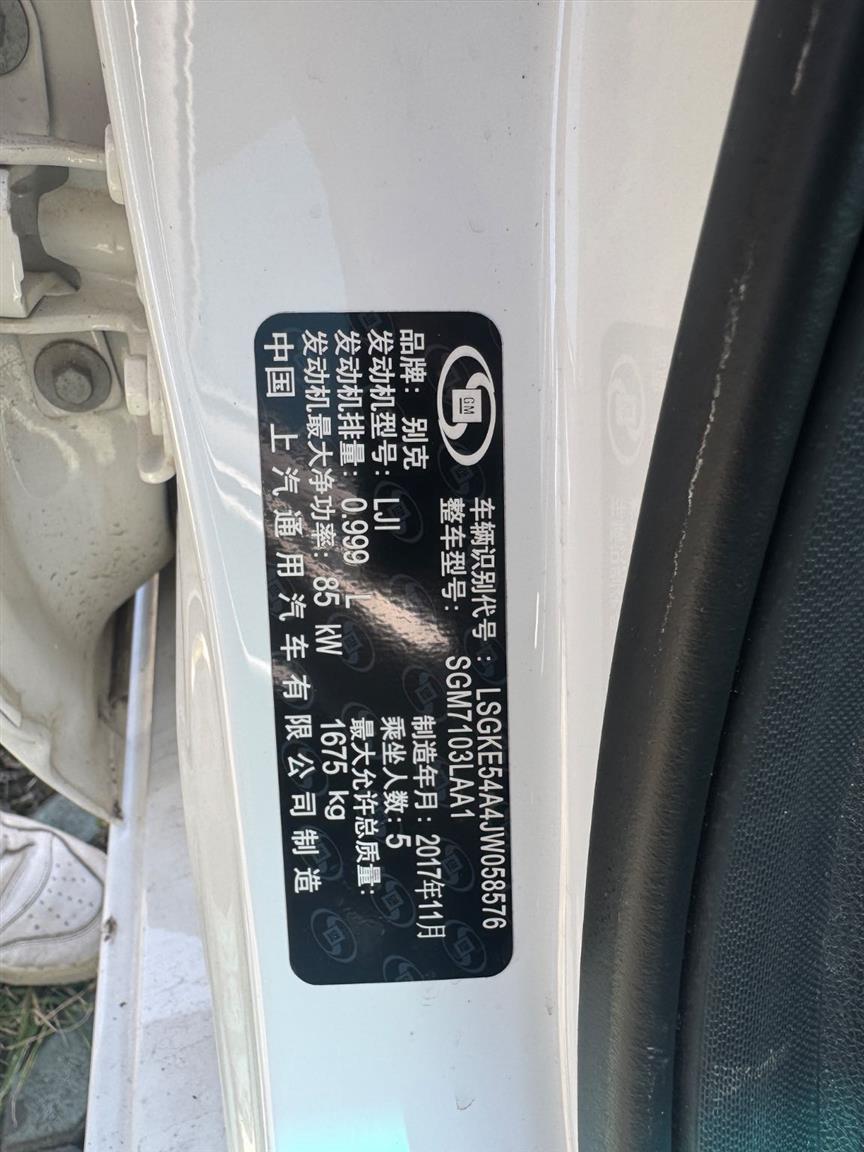 GM
车辆识别代号：LSGKE54A4JW058576
整车型号： SGM7103LAA1
品牌：别克 制造年月：2017年11月
发动机型号：LJI 乘坐人数：5
发动机排量：0.999 L 最大允许总质量：
发动机最大净功率：85 kW 1675 kg
中国 上汽通用汽车有限公司制造